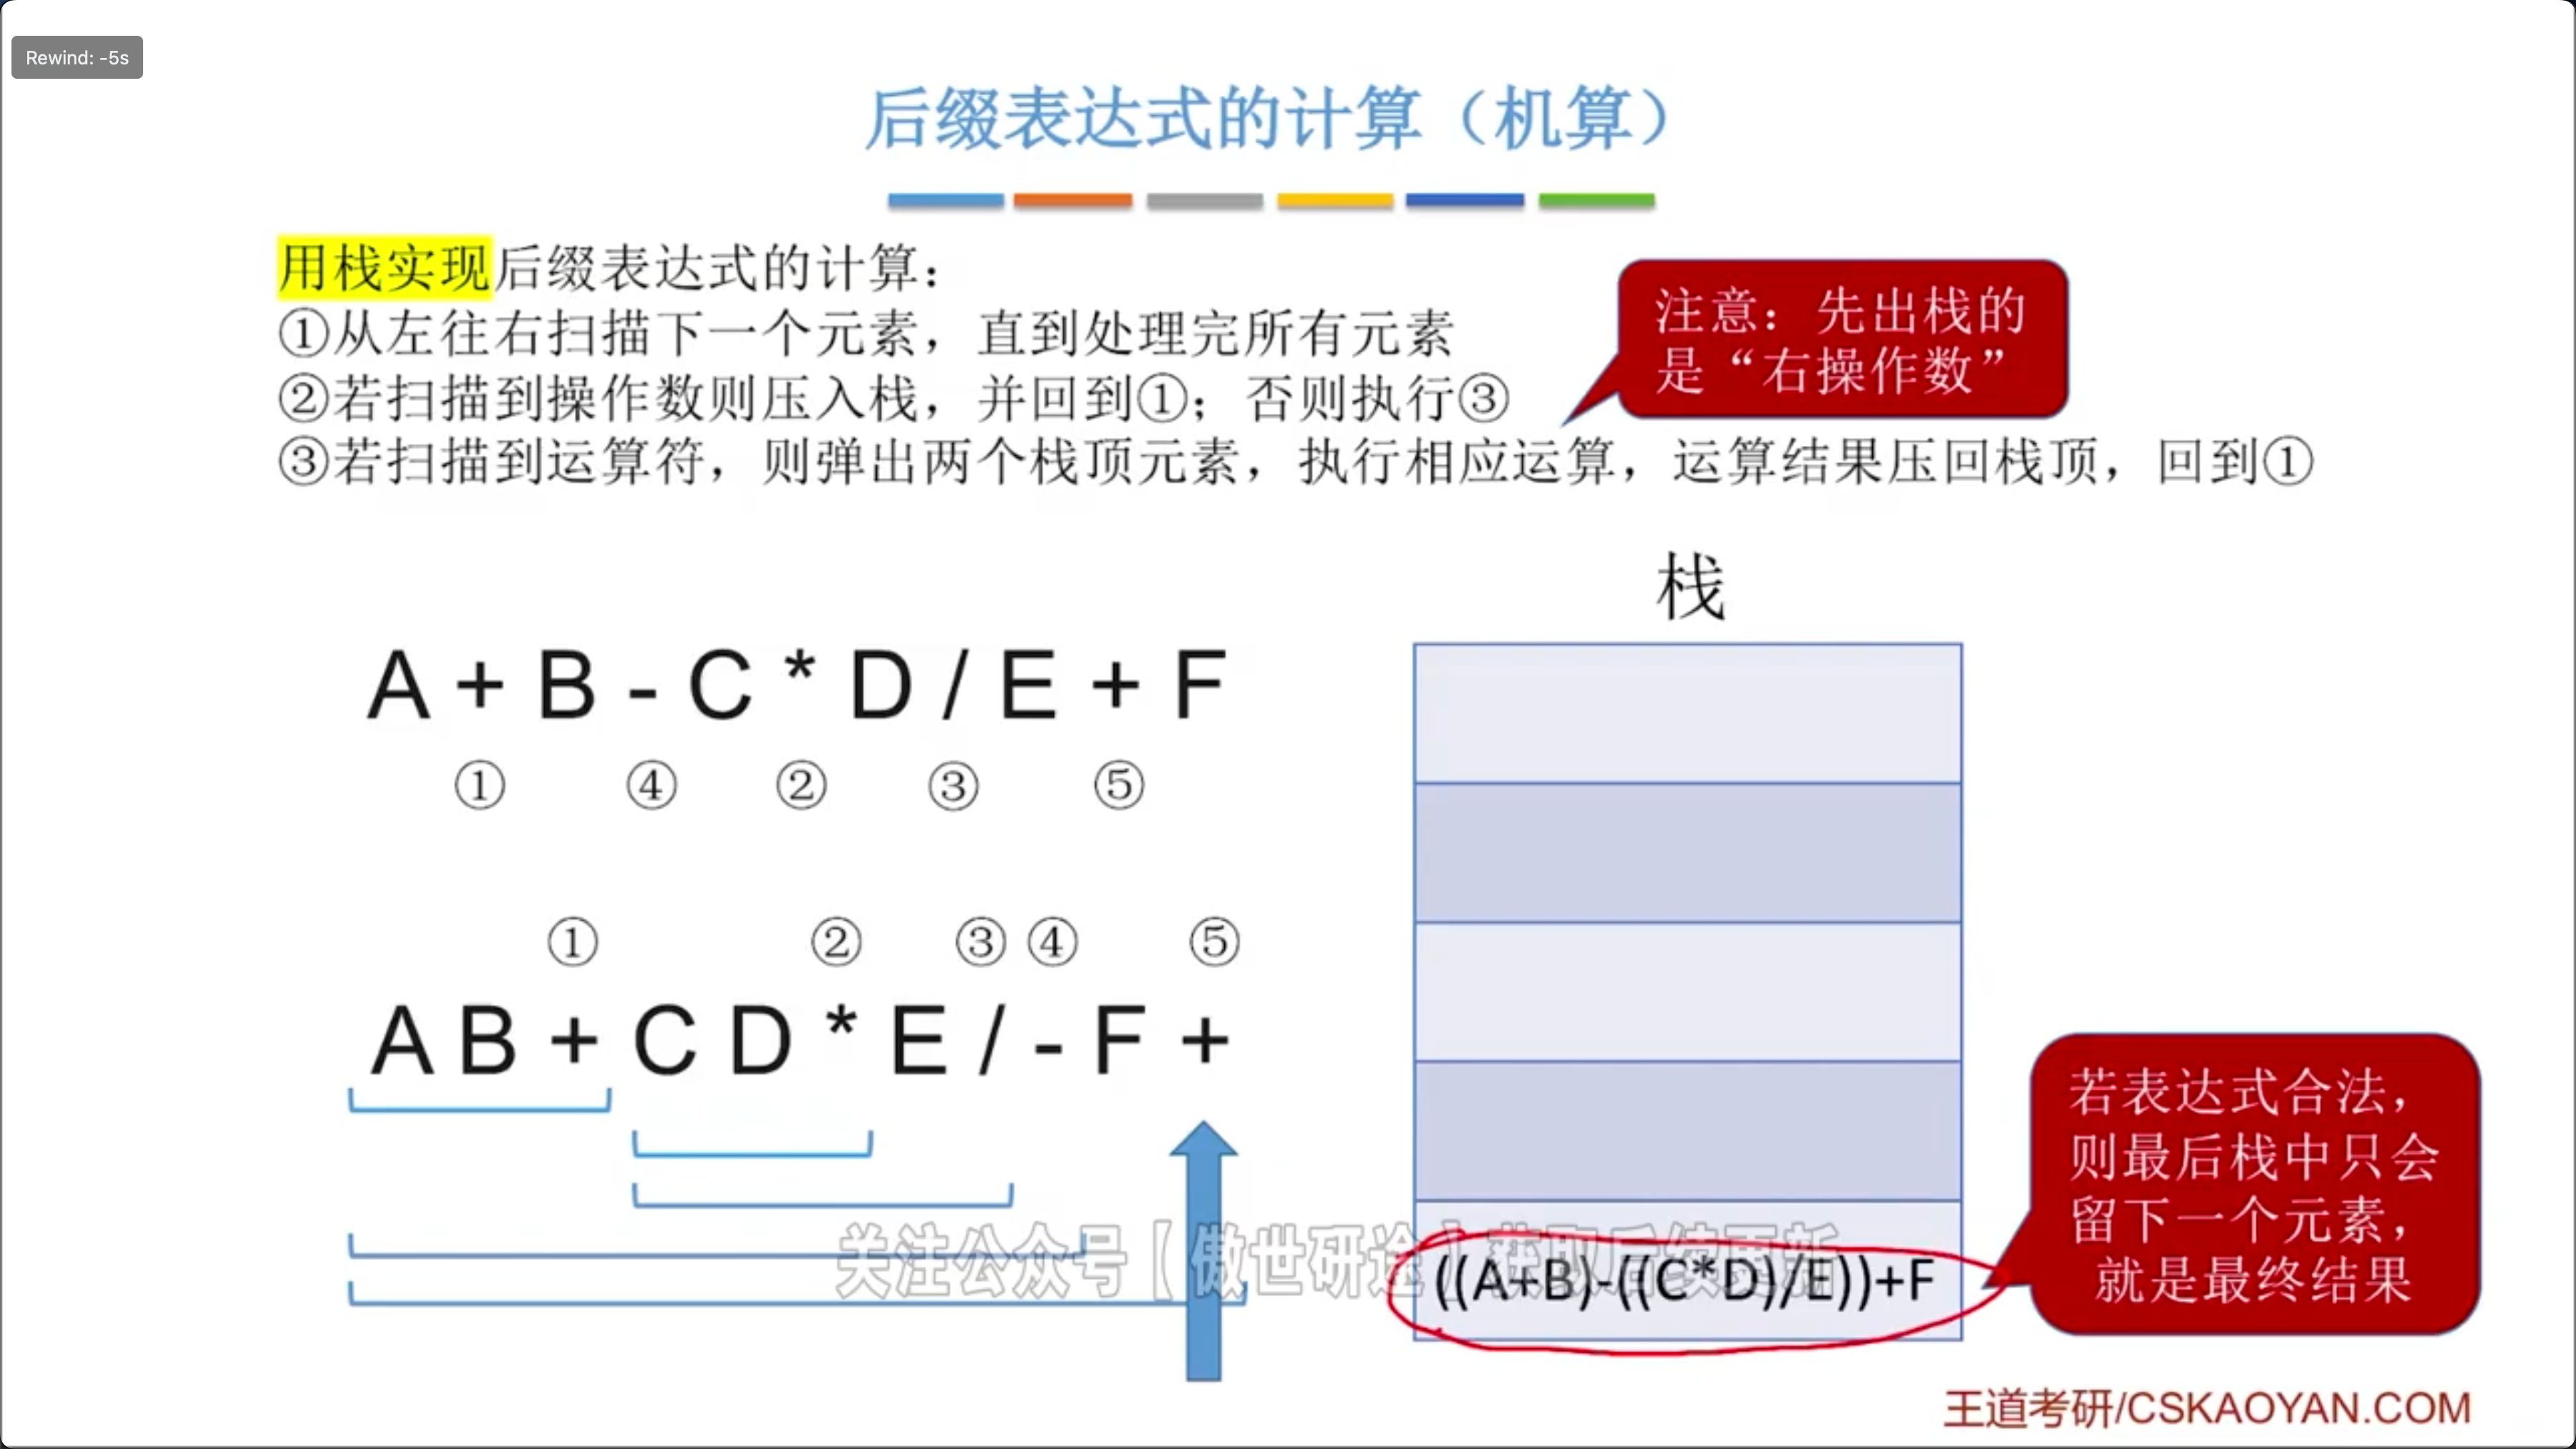 Rewind: -5s
后缀表达式的计算（机算）
用栈实现后缀表达式的计算：
①从左往右扫描下一个元素，直到处理完所有元素
②若扫描到操作数则压入栈，并回到①；否则执行③
③若扫描到运算符，则弹出两个栈顶元素，执行相应运算，运算结果压回栈顶，回到①
注意：先出栈的
是“右操作数”
栈
A + B - C * D / E + F
① ④ ② ③ ⑤
① ② ③ ④ ⑤
A B + C D * E / - F +
关注公众号【傲世研途】获取后续更新
((A+B)-((C*D)/E))+F
若表达式合法，
则最后栈中只会
留下一个元素，
就是最终结果
王道考研/CSKAOYAN.COM